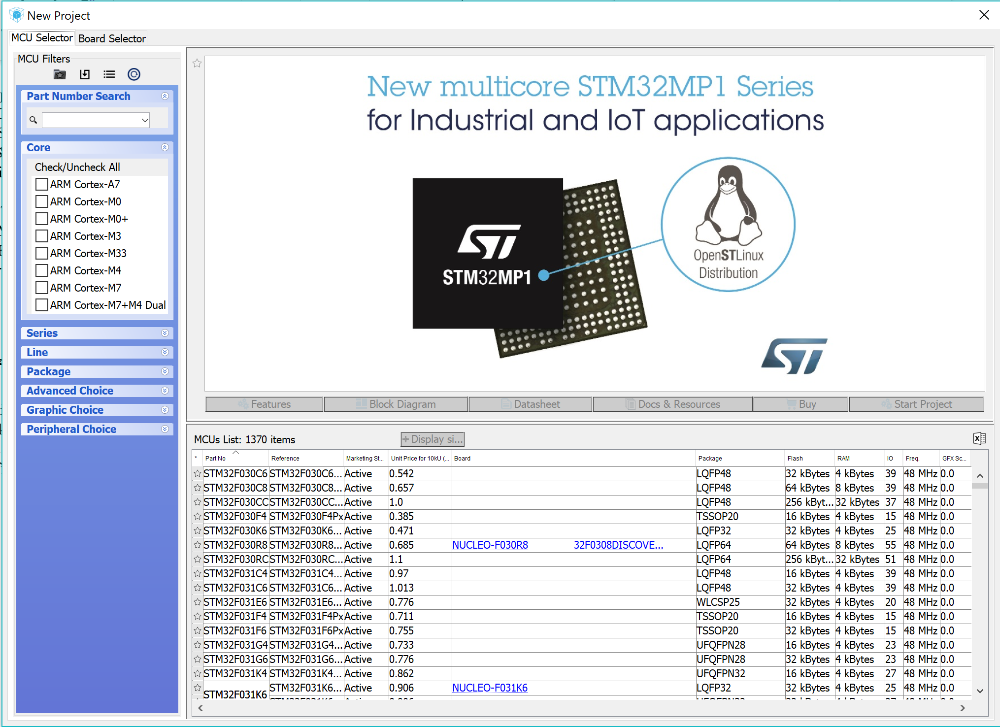 New Project
MCU Selector Board Selector
MCU Filters
Part Number Search
Core
Check/Uncheck All
ARM Cortex-A7
ARM Cortex-M0
ARM Cortex-M0+
ARM Cortex-M3
ARM Cortex-M33
ARM Cortex-M4
ARM Cortex-M7
ARM Cortex-M7+M4 Dual
Series
Line
Package
Advanced Choice
Graphic Choice
Peripheral Choice
New multicore STM32MP1 Series
for Industrial and IoT applications
ST
STM32MP1
OpenSTLinux
Distribution
ST
Features Block Diagram Datasheet Docs & Resources Buy Start Project
MCUs List: 1370 items + Display si...
* Part No Reference Marketing St... Unit Price for 10kU (... Board Package Flash RAM IO Freq. GFX Sc...
STM32F030C6 STM32F030C6... Active 0.542 LQFP48 32 kBytes 4 kBytes 39 48 MHz 0.0
STM32F030C8 STM32F030C8... Active 0.657 LQFP48 64 kBytes 8 kBytes 39 48 MHz 0.0
STM32F030CC STM32F030CC... Active 1.0 LQFP48 256 kByt... 32 kBytes 37 48 MHz 0.0
STM32F030F4 STM32F030F4Px Active 0.385 TSSOP20 16 kBytes 4 kBytes 15 48 MHz 0.0
STM32F030K6 STM32F030K6... Active 0.471 LQFP32 32 kBytes 4 kBytes 25 48 MHz 0.0
STM32F030R8 STM32F030R8... Active 0.685 NUCLEO-F030R8 32F0308DISCOVE... LQFP64 64 kBytes 8 kBytes 55 48 MHz 0.0
STM32F030RC STM32F030RC... Active 1.1 LQFP64 256 kByt... 32 kBytes 51 48 MHz 0.0
STM32F031C4 STM32F031C4... Active 0.97 LQFP48 16 kBytes 4 kBytes 39 48 MHz 0.0
STM32F031C6 STM32F031C6... Active 1.013 LQFP48 32 kBytes 4 kBytes 39 48 MHz 0.0
STM32F031E6 STM32F031E6... Active 0.776 WLCSP25 32 kBytes 4 kBytes 20 48 MHz 0.0
STM32F031F4 STM32F031F4Px Active 0.711 TSSOP20 16 kBytes 4 kBytes 15 48 MHz 0.0
STM32F031F6 STM32F031F6Px Active 0.755 TSSOP20 32 kBytes 4 kBytes 15 48 MHz 0.0
STM32F031G4 STM32F031G4... Active 0.733 UFQFPN28 16 kBytes 4 kBytes 23 48 MHz 0.0
STM32F031G6 STM32F031G6... Active 0.776 UFQFPN28 32 kBytes 4 kBytes 23 48 MHz 0.0
STM32F031K4 STM32F031K4... Active 0.862 UFQFPN32 16 kBytes 4 kBytes 27 48 MHz 0.0
STM32F031K6 STM32F031K6... Active 0.906 NUCLEO-F031K6 LQFP32 32 kBytes 4 kBytes 25 48 MHz 0.0